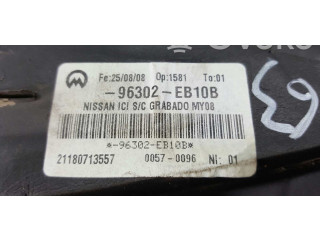 Fe:25/08/08 Op:1581 To:01
-96302-EB10B
NISSAN ICI S/C GRABADO MY08
*-96302-EB10B*
21180713557 0057-0096 NI: 01